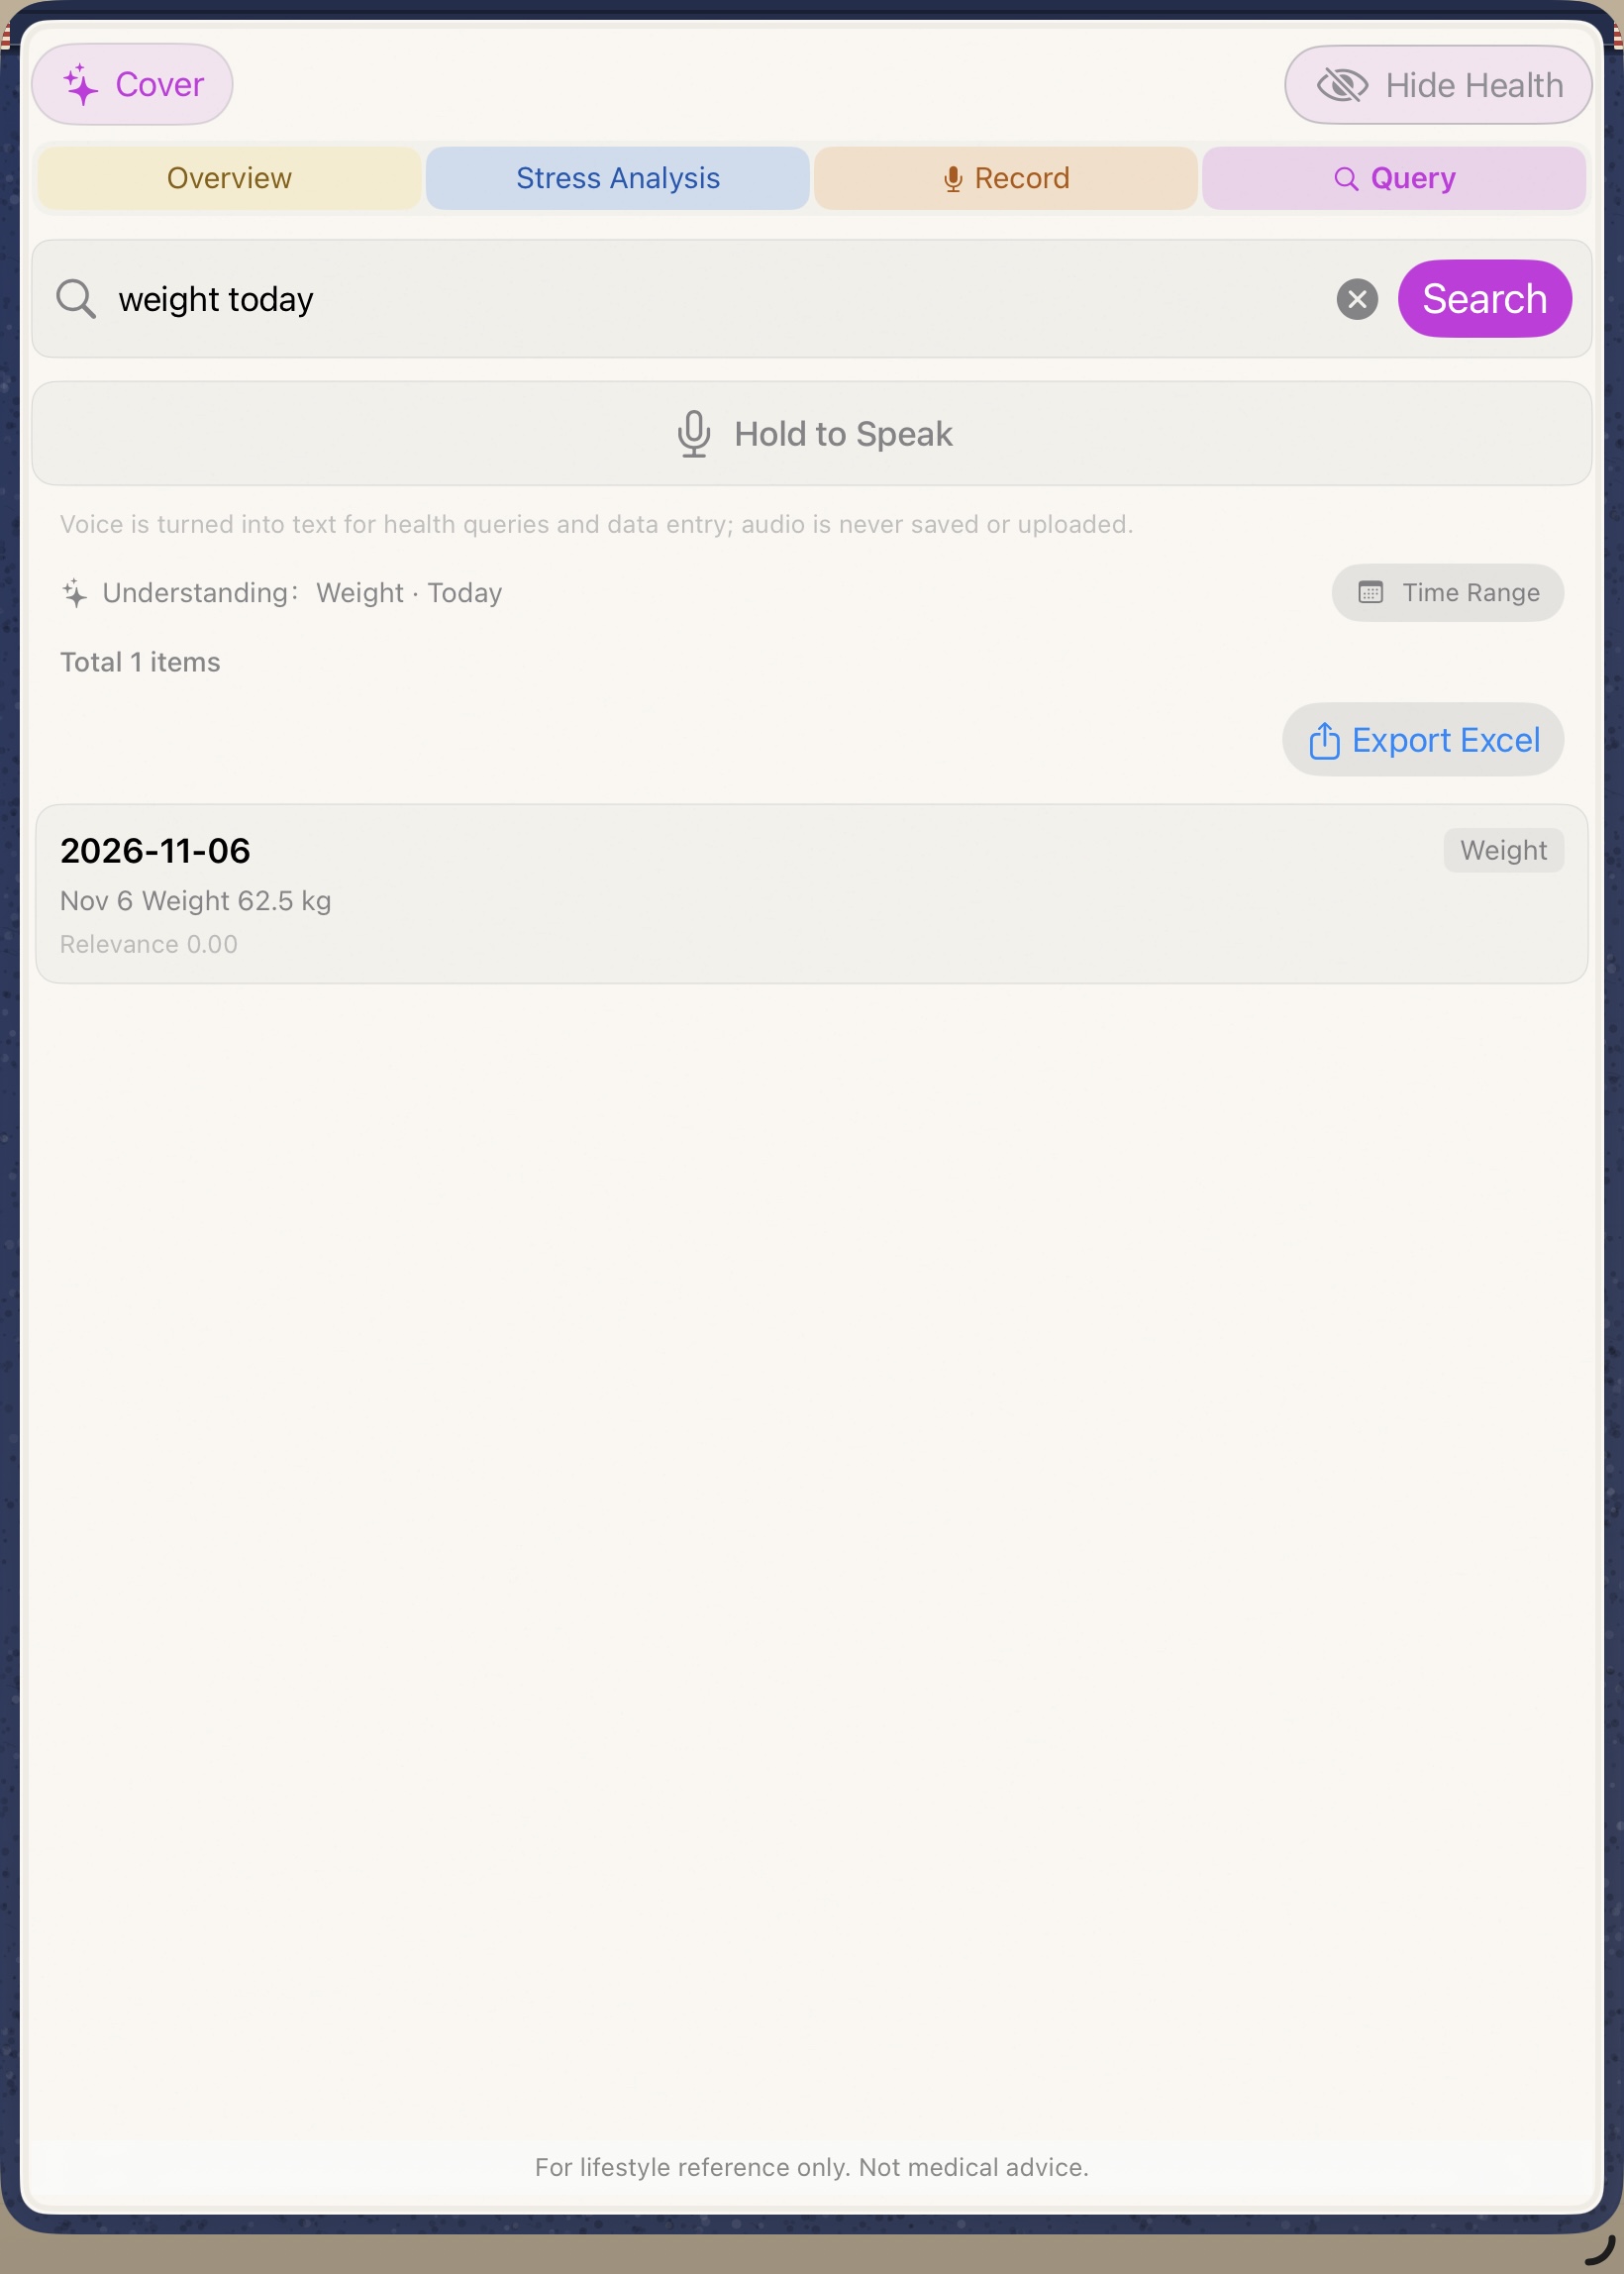 Cover
Hide Health
Overview
Stress Analysis
Record
Query
weight today
Search
Hold to Speak
Voice is turned into text for health queries and data entry; audio is never saved or uploaded.
Understanding: Weight · Today
Time Range
Total 1 items
Export Excel
2026-11-06
Weight
Nov 6 Weight 62.5 kg
Relevance 0.00
For lifestyle reference only. Not medical advice.